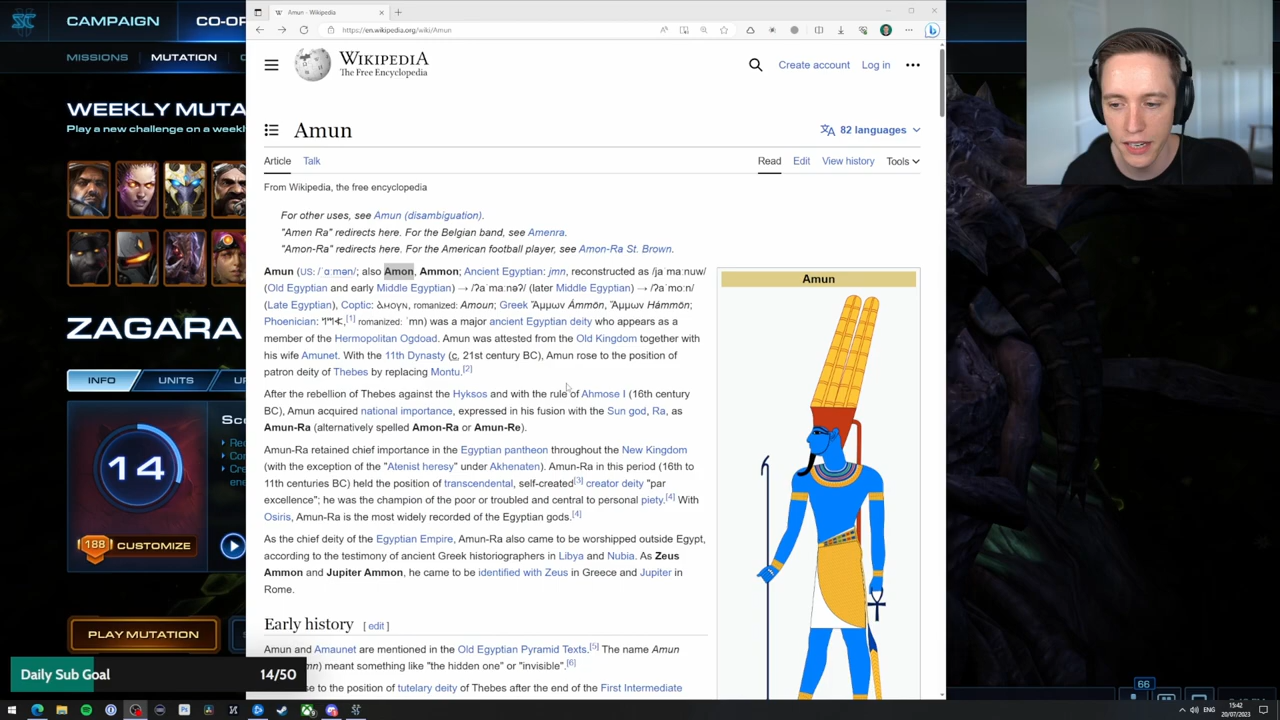 CAMPAIGN
CO-O
MISSIONS
MUTATION
WEEKLY MUTA
Play a new challenge on a weekl
ZAGARA
INFO
UNITS
14
188
CUSTOMIZE
PLAY MUTATION
Daily Sub Goal
14/50
Amun - Wikipedia
https://en.wikipedia.org/wiki/Amun
WIKIPEDIA
The Free Encyclopedia
Create account
Log in
Amun
82 languages
Article
Talk
Read
Edit
View history
Tools
From Wikipedia, the free encyclopedia
For other uses, see Amun (disambiguation).
"Amen Ra" redirects here. For the Belgian band, see Amenra.
"Amon-Ra" redirects here. For the American football player, see Amon-Ra St. Brown.
Amun (US: /ˈɑːmən/; also Amon, Ammon; Ancient Egyptian: jmn, reconstructed as /jaˈmaːnuw/
(Old Egyptian and early Middle Egyptian) → /ʔaˈmaːnəʔ/ (later Middle Egyptian) → /ʔaˈmoːn/
(Late Egyptian), Coptic: ⲁⲙⲟⲩⲛ, romanized: Amoun; Greek Ἄμμων Ámmōn, Ἅμμων Hámmōn;
Phoenician: 𐤀𐤌𐤍,[1] romanized: ʾmn) was a major ancient Egyptian deity who appears as a
member of the Hermopolitan Ogdoad. Amun was attested from the Old Kingdom together with
his wife Amunet. With the 11th Dynasty (c. 21st century BC), Amun rose to the position of
patron deity of Thebes by replacing Montu.[2]
After the rebellion of Thebes against the Hyksos and with the rule of Ahmose I (16th century
BC), Amun acquired national importance, expressed in his fusion with the Sun god, Ra, as
Amun-Ra (alternatively spelled Amon-Ra or Amun-Re).
Amun-Ra retained chief importance in the Egyptian pantheon throughout the New Kingdom
(with the exception of the "Atenist heresy" under Akhenaten). Amun-Ra in this period (16th to
11th centuries BC) held the position of transcendental, self-created[3] creator deity "par
excellence"; he was the champion of the poor or troubled and central to personal piety.[4] With
Osiris, Amun-Ra is the most widely recorded of the Egyptian gods.[4]
As the chief deity of the Egyptian Empire, Amun-Ra also came to be worshipped outside Egypt,
according to the testimony of ancient Greek historiographers in Libya and Nubia. As Zeus
Ammon and Jupiter Ammon, he came to be identified with Zeus in Greece and Jupiter in
Rome.
Early history [ edit ]
Amun and Amaunet are mentioned in the Old Egyptian Pyramid Texts.[5] The name Amun
mn) meant something like "the hidden one" or "invisible".[6]
se to the position of tutelary deity of Thebes after the end of the First Intermediate
Amun
66
ENG
15:42
20/07/2023